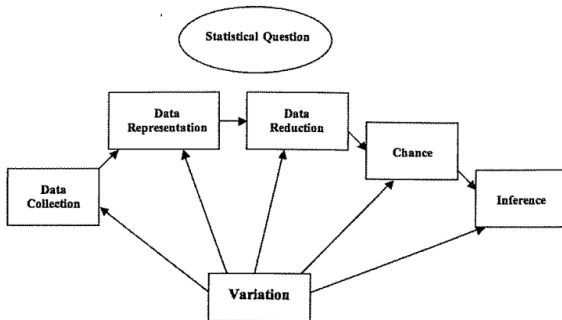 Statistical Question
Data
Representation
Data
Reduction
Chance
Data
Collection
Inference
Variation